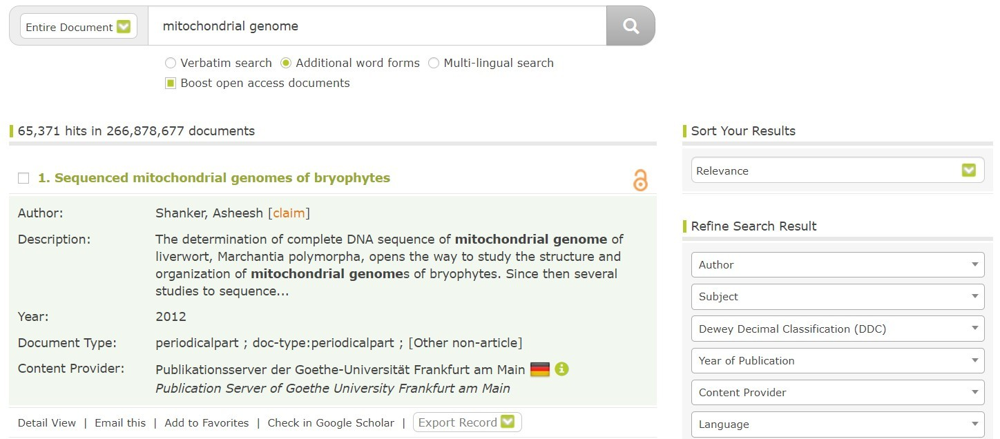 Entire Document
mitochondrial genome
Verbatim search Additional word forms Multi-lingual search
Boost open access documents
65,371 hits in 266,878,677 documents
1. Sequenced mitochondrial genomes of bryophytes
Author: Shanker, Asheesh [claim]
Description: The determination of complete DNA sequence of mitochondrial genome of
liverwort, Marchantia polymorpha, opens the way to study the structure and
organization of mitochondrial genomes of bryophytes. Since then several
studies to sequence...
Year: 2012
Document Type: periodicalpart ; doc-type:periodicalpart ; [Other non-article]
Content Provider: Publikationsserver der Goethe-Universität Frankfurt am Main
Publication Server of Goethe University Frankfurt am Main
Detail View | Email this | Add to Favorites | Check in Google Scholar | Export Record
Sort Your Results
Relevance
Refine Search Result
Author
Subject
Dewey Decimal Classification (DDC)
Year of Publication
Content Provider
Language